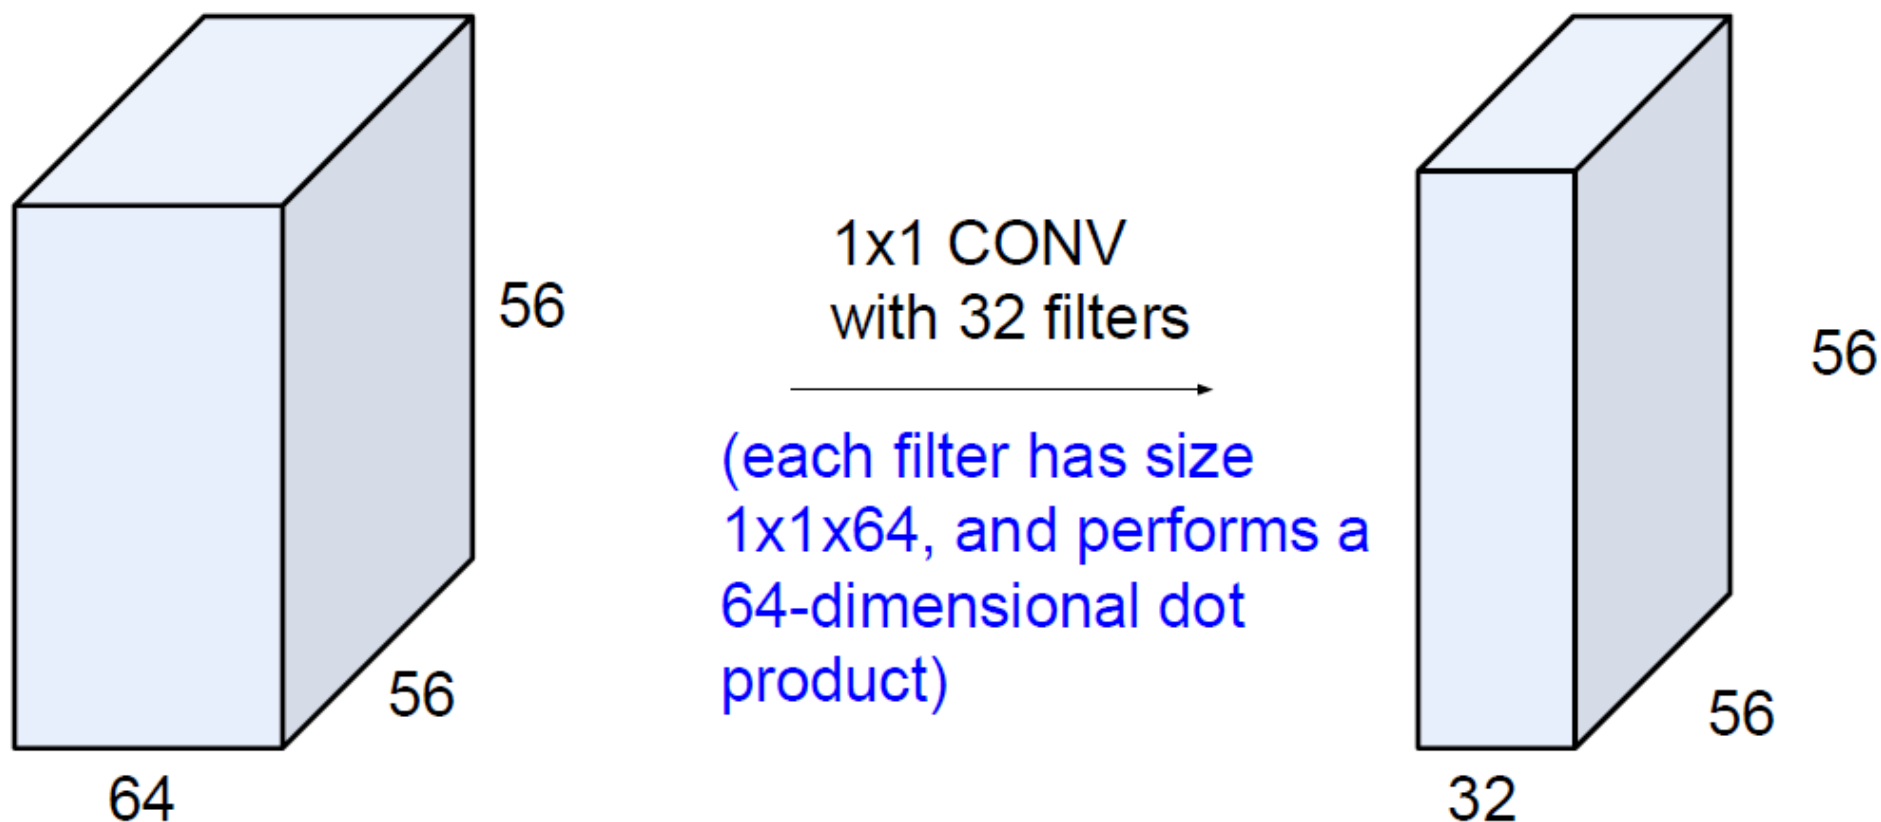 56
56
64
1x1 CONV
with 32 filters
(each filter has size
1x1x64, and performs a
64-dimensional dot
product)
56
56
32